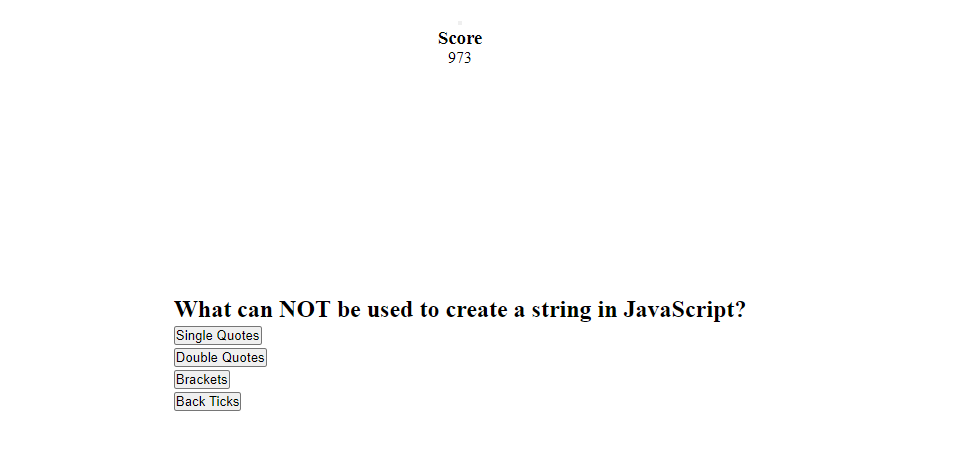 Score
973
What can NOT be used to create a string in JavaScript?
Single Quotes
Double Quotes
Brackets
Back Ticks